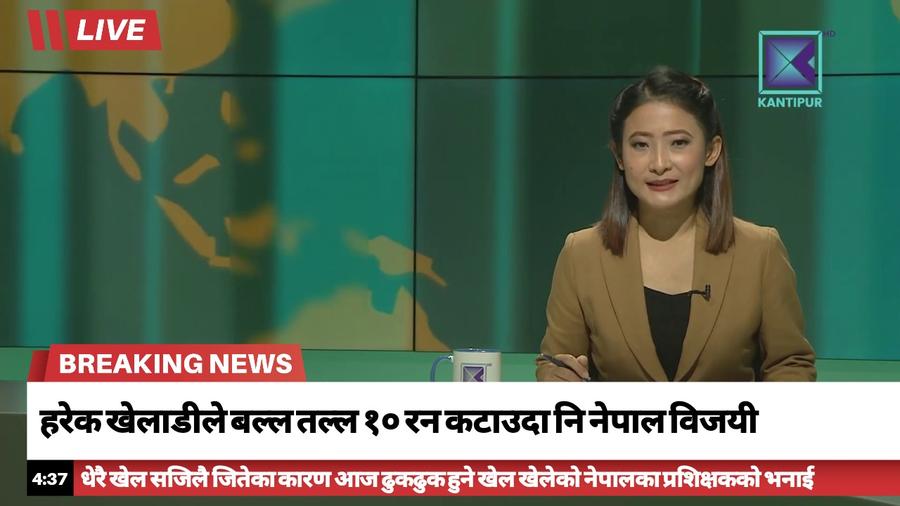 LIVE
HD
KANTIPUR
BREAKING NEWS
हरेक खेलाडीले बल्ल तल्ल १० रन कटाउदा नि नेपाल विजयी
4:37 धेरै खेल सजिलै जितेका कारण आज ढुकढुक हुने खेल खेलेको नेपालका प्रशिक्षकको भनाई